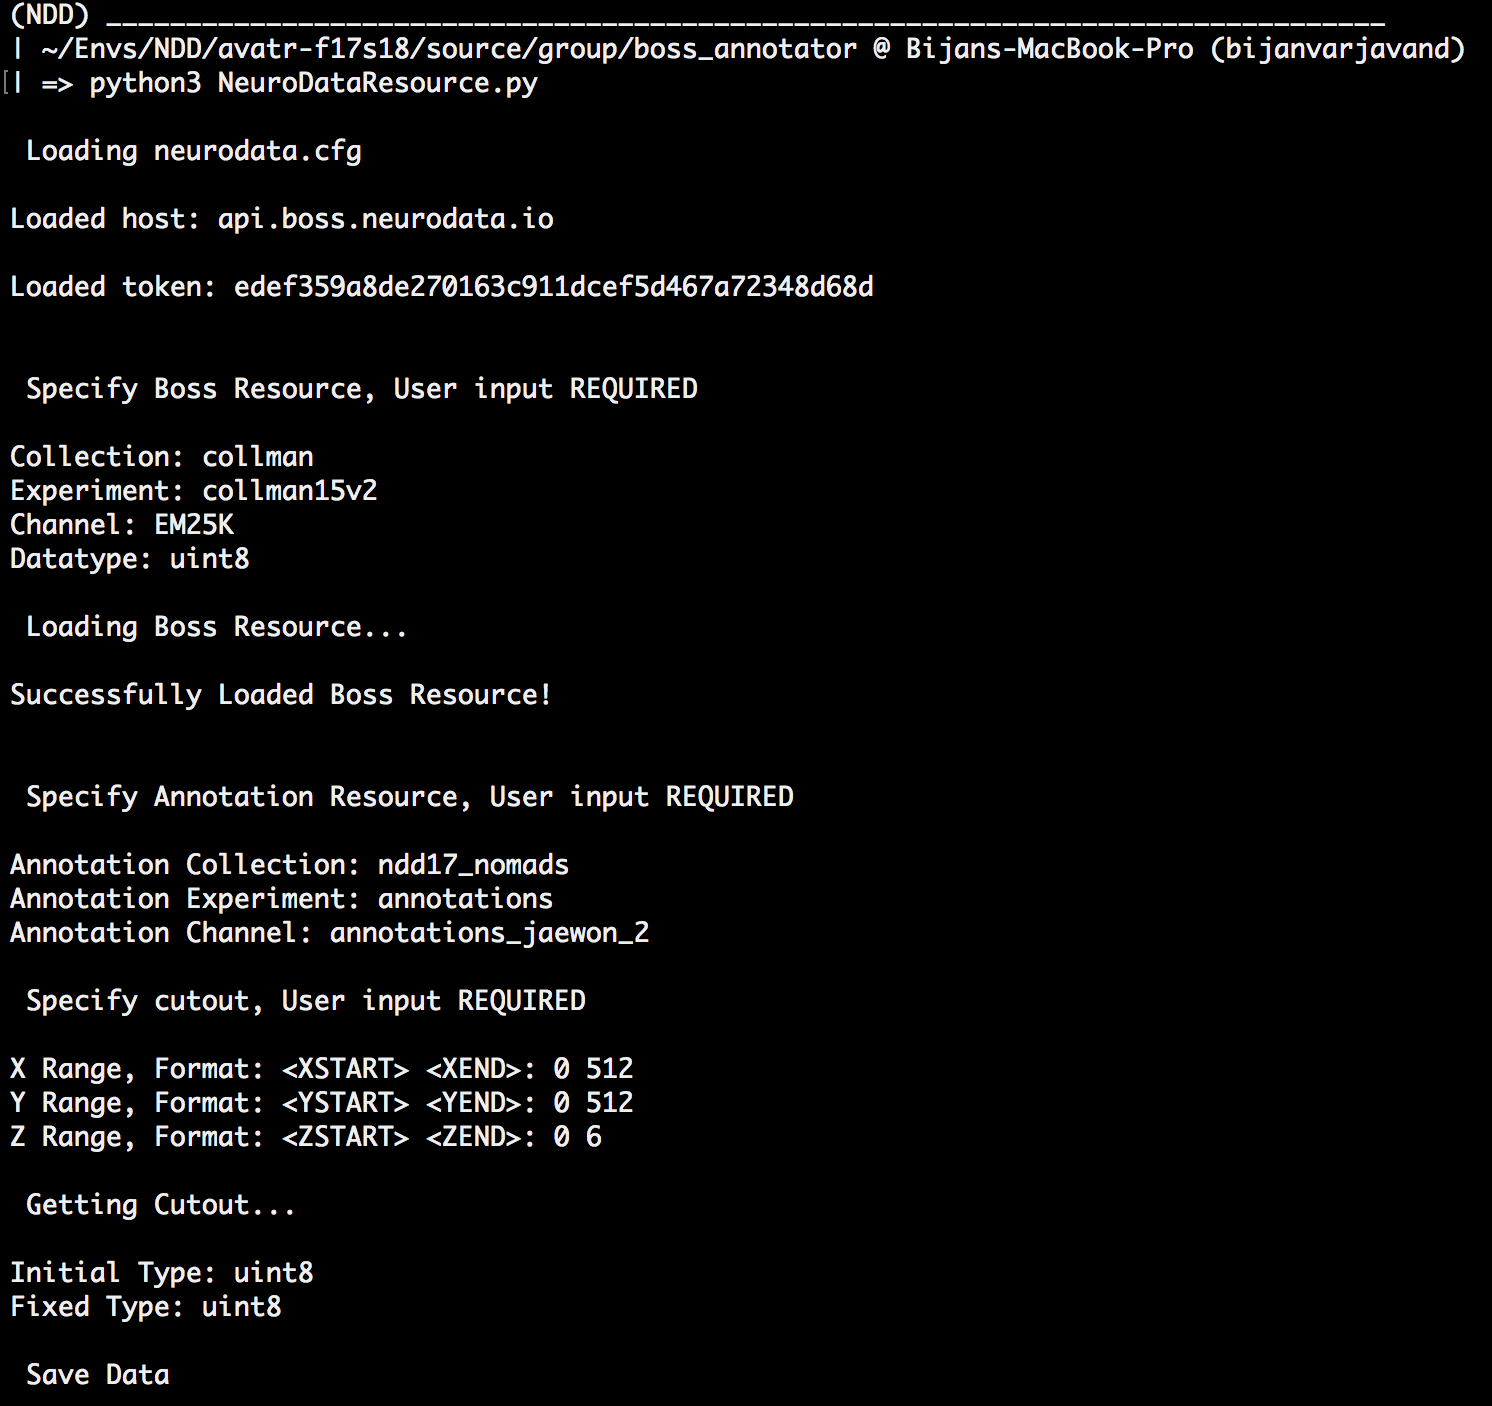 (NDD) ________________________________________________________________________________
| ~/Envs/NDD/avatr-f17s18/source/group/boss_annotator @ Bijans-MacBook-Pro (bijanvarjavand)
[| => python3 NeuroDataResource.py
Loading neurodata.cfg
Loaded host: api.boss.neurodata.io
Loaded token: edef359a8de270163c911dcef5d467a72348d68d
Specify Boss Resource, User input REQUIRED
Collection: collman
Experiment: collman15v2
Channel: EM25K
Datatype: uint8
Loading Boss Resource...
Successfully Loaded Boss Resource!
Specify Annotation Resource, User input REQUIRED
Annotation Collection: ndd17_nomads
Annotation Experiment: annotations
Annotation Channel: annotations_jaewon_2
Specify cutout, User input REQUIRED
X Range, Format: <XSTART> <XEND>: 0 512
Y Range, Format: <YSTART> <YEND>: 0 512
Z Range, Format: <ZSTART> <ZEND>: 0 6
Getting Cutout...
Initial Type: uint8
Fixed Type: uint8
Save Data